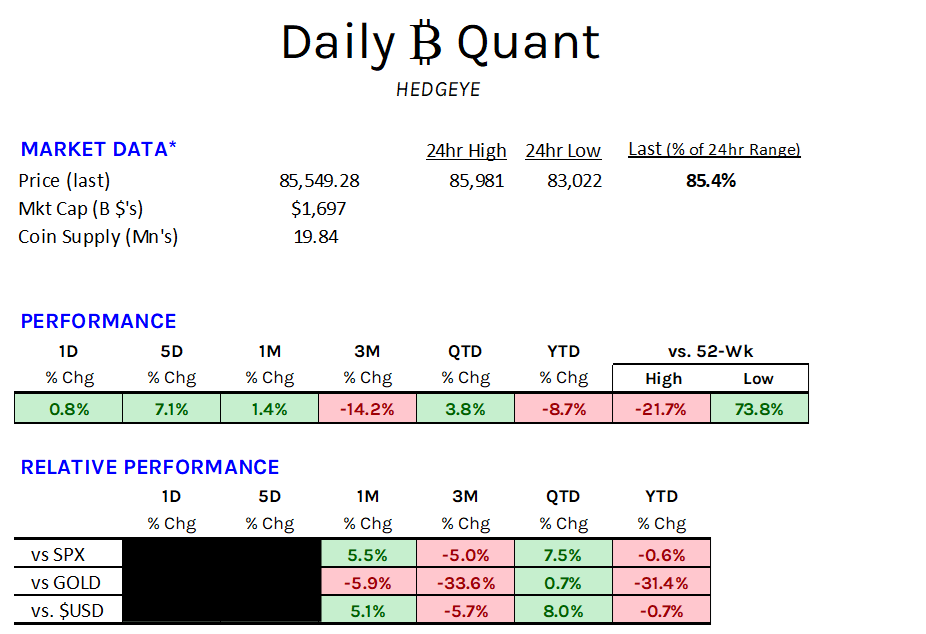 Daily ₿ Quant
HEDGEYE
MARKET DATA* 24hr High 24hr Low Last (% of 24hr Range)
Price (last) 85,549.28 85,981 83,022 85.4%
Mkt Cap (B $'s) $1,697
Coin Supply (Mn's) 19.84
PERFORMANCE
1D 5D 1M 3M QTD YTD vs. 52-Wk
% Chg % Chg % Chg % Chg % Chg % Chg High Low
0.8% 7.1% 1.4% -14.2% 3.8% -8.7% -21.7% 73.8%
RELATIVE PERFORMANCE
1D 5D 1M 3M QTD YTD
% Chg % Chg % Chg % Chg % Chg % Chg
vs SPX 5.5% -5.0% 7.5% -0.6%
vs GOLD -5.9% -33.6% 0.7% -31.4%
vs. $USD 5.1% -5.7% 8.0% -0.7%